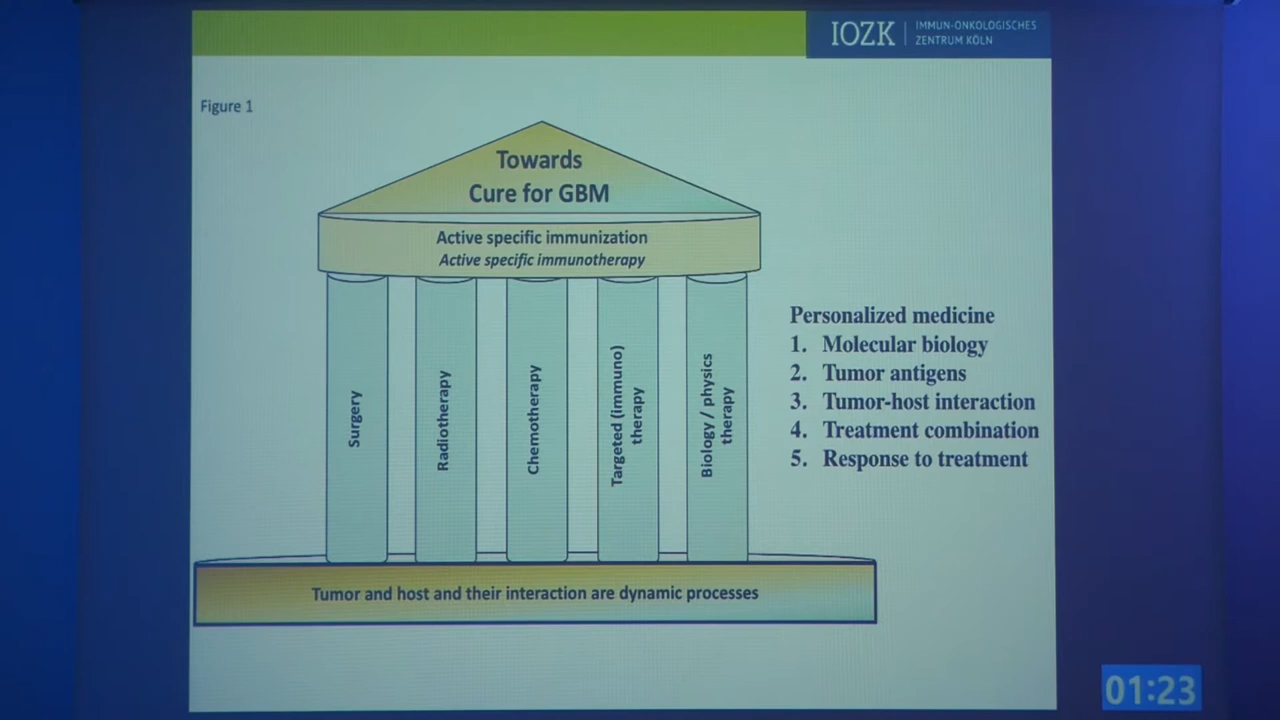 IOZK
IMMUN-ONKOLOGISCHES
ZENTRUM KÖLN
Figure 1
Towards
Cure for GBM
Active specific immunization
Active specific immunotherapy
Surgery
Radiotherapy
Chemotherapy
Targeted (immuno)
therapy
Biology / physics
therapy
Personalized medicine
1. Molecular biology
2. Tumor antigens
3. Tumor-host interaction
4. Treatment combination
5. Response to treatment
Tumor and host and their interaction are dynamic processes
01:23